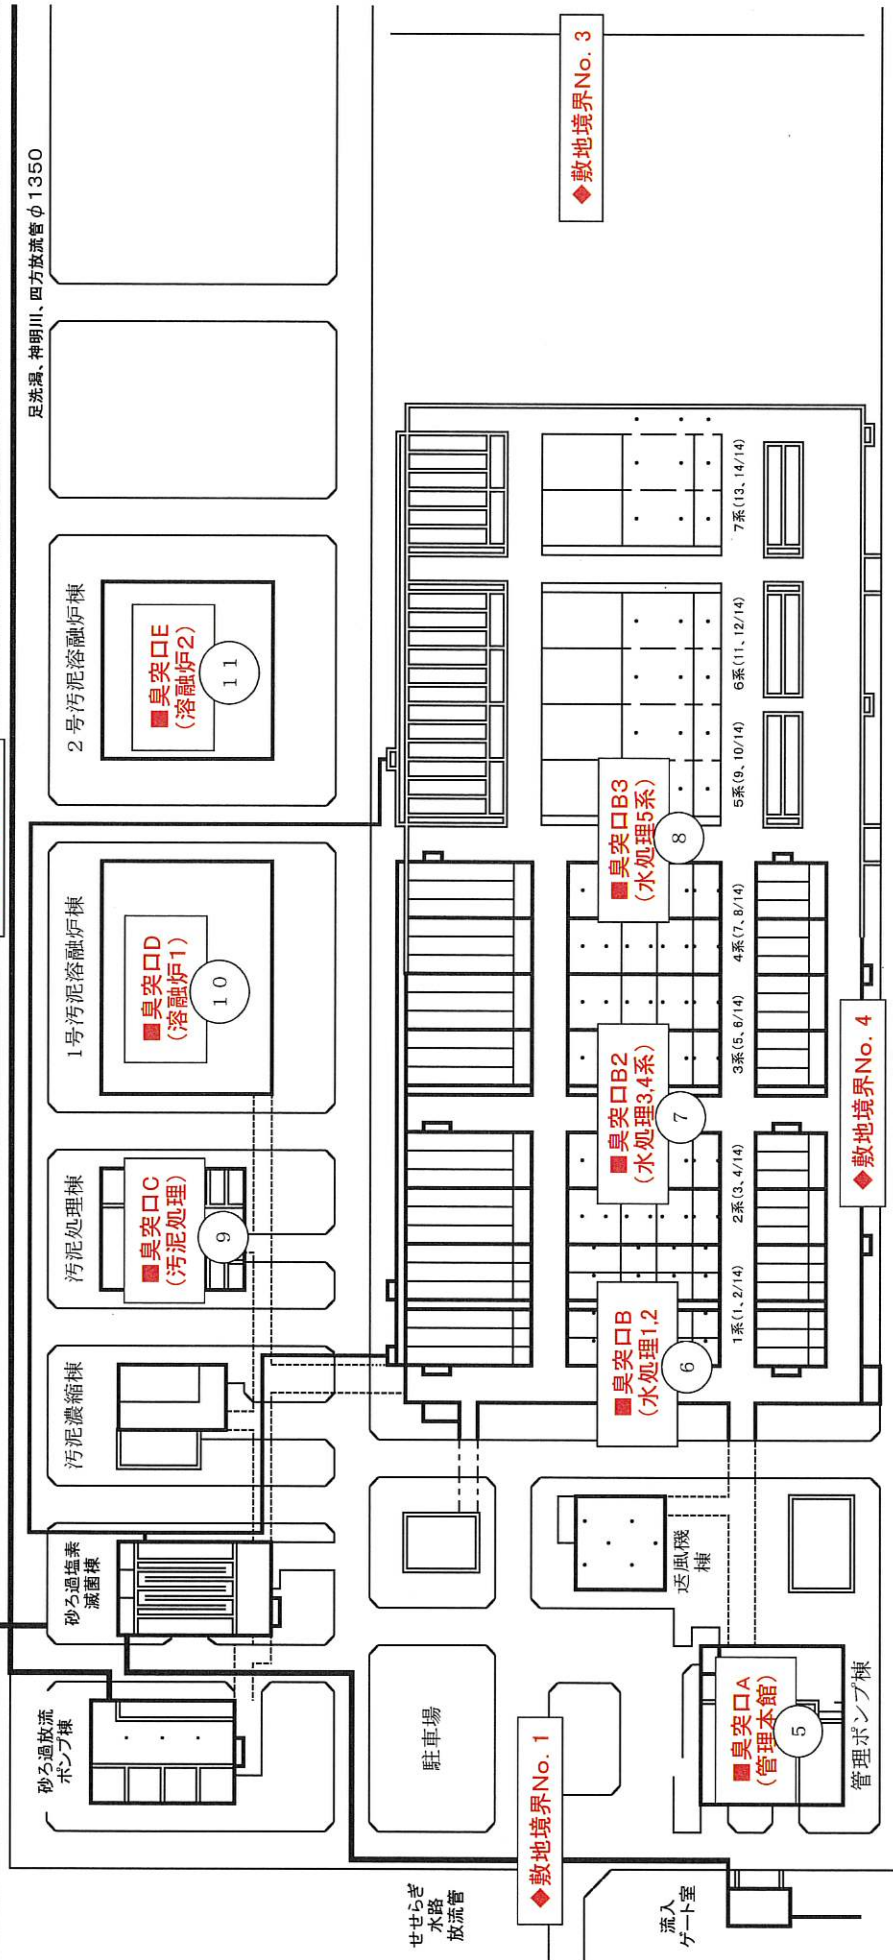 足洗潟、神明川、四方放流管φ1350
◆敷地境界No. 3
2号汚泥溶融炉棟
■臭突口E
(溶融炉2)
11
1号汚泥溶融炉棟
■臭突口D
(溶融炉1)
10
汚泥処理棟
■臭突口C
(汚泥処理)
9
汚泥濃縮棟
砂ろ過塩素
滅菌棟
砂ろ過放流
ポンプ棟
7系(13、14/14)
6系(11、12/14)
5系(9、10/14)
■臭突口B3
(水処理5系)
8
4系(7、8/14)
3系(5、6/14)
■臭突口B2
(水処理3,4系)
7
2系(3、4/14)
1系(1、2/14)
■臭突口B
(水処理1,2
6
◆敷地境界No. 4
送風機
棟
駐車場
■臭突口A
(管理本館)
5
管理ポンプ棟
◆敷地境界No. 1
せせらぎ
水路
放流管
流入
ゲート室